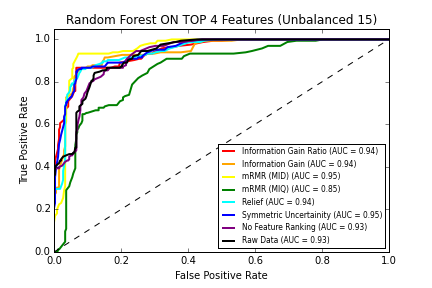 Random Forest ON TOP 4 Features (Unbalanced 15)
1.0
0.8
0.6
0.4
0.2
0.0
True Positive Rate
Information Gain Ratio (AUC = 0.94)
Information Gain (AUC = 0.94)
mRMR (MID) (AUC = 0.95)
mRMR (MIQ) (AUC = 0.85)
Relief (AUC = 0.94)
Symmetric Uncertainity (AUC = 0.95)
No Feature Ranking (AUC = 0.93)
Raw Data (AUC = 0.93)
0.0 0.2 0.4 0.6 0.8 1.0
False Positive Rate